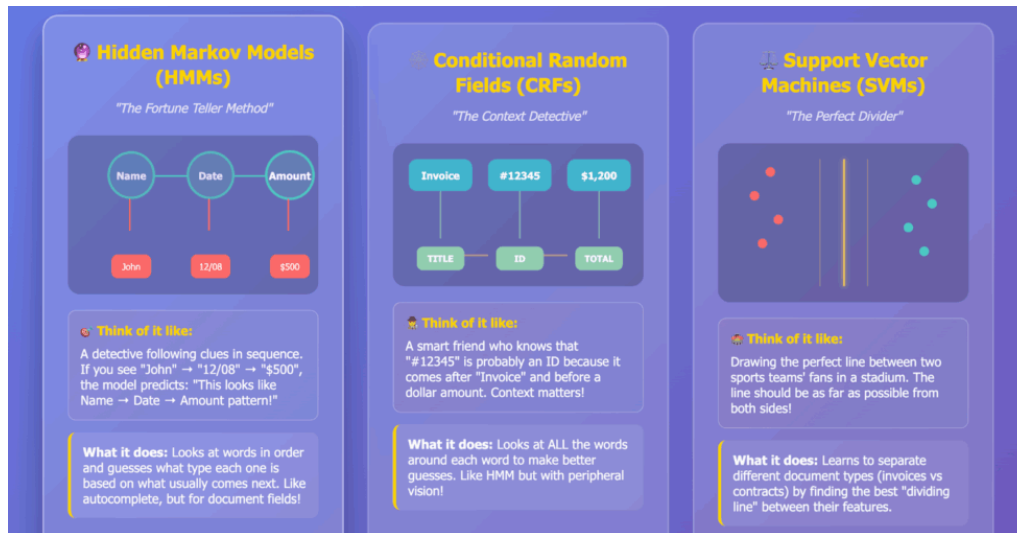 Hidden Markov Models
(HMMs)
"The Fortune Teller Method"
Name
Date
Amount
John
12/08
$500
Think of it like:
A detective following clues in sequence.
If you see "John" → "12/08" → "$500",
the model predicts: "This looks like
Name → Date → Amount pattern!"
What it does: Looks at words in order
and guesses what type each one is
based on what usually comes next. Like
autocomplete, but for document fields!
Conditional Random
Fields (CRFs)
"The Context Detective"
Invoice
#12345
$1,200
TITLE
ID
TOTAL
Think of it like:
A smart friend who knows that
"#12345" is probably an ID because it
comes after "Invoice" and before a
dollar amount. Context matters!
What it does: Looks at ALL the words
around each word to make better
guesses. Like HMM but with peripheral
vision!
Support Vector
Machines (SVMs)
"The Perfect Divider"
Think of it like:
Drawing the perfect line between two
sports teams' fans in a stadium. The
line should be as far as possible from
both sides!
What it does: Learns to separate
different document types (invoices vs
contracts) by finding the best "dividing
line" between their features.